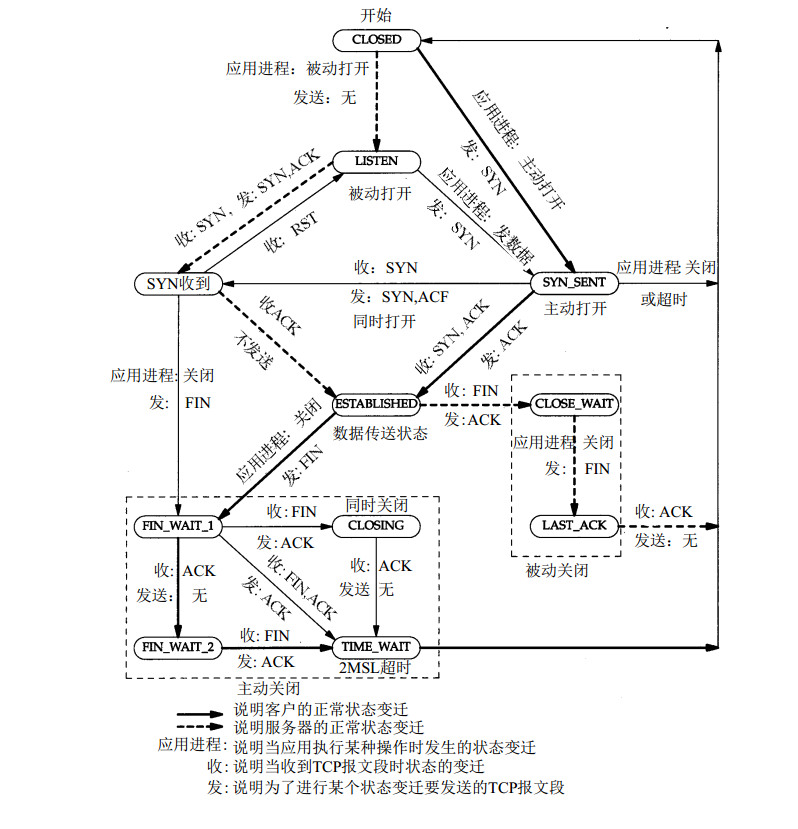 开始
CLOSED
应用进程：被动打开
发送：无
应用进程：主动打开
发：SYN
LISTEN
被动打开
收: SYN，发: SYN,ACK
收：RST
应用进程：发数据
发：SYN
SYN收到
收：SYN
发：SYN,ACF
同时打开
SYN_SENT
主动打开
应用进程 关闭
或超时
收ACK
不发送
收: SYN, ACK
发: ACK
应用进程: 关闭
发: FIN
ESTABLISHED
数据传送状态
收: FIN
发: ACK
CLOSE_WAIT
应用进程 关闭
发: FIN
LAST_ACK
收: ACK
发送：无
被动关闭
应用进程：关闭
发: FIN
FIN_WAIT_1
收: FIN
发: ACK
同时关闭
CLOSING
收: ACK
发送： 无
收: FIN,ACK
发: ACK
收: ACK
发送 无
FIN_WAIT_2
收: FIN
发: ACK
TIME_WAIT
2MSL超时
主动关闭
说明客户的正常状态变迁
说明服务器的正常状态变迁
应用进程: 说明当应用执行某种操作时发生的状态变迁
收: 说明当收到TCP报文段时状态的变迁
发: 说明为了进行某个状态变迁要发送的TCP报文段